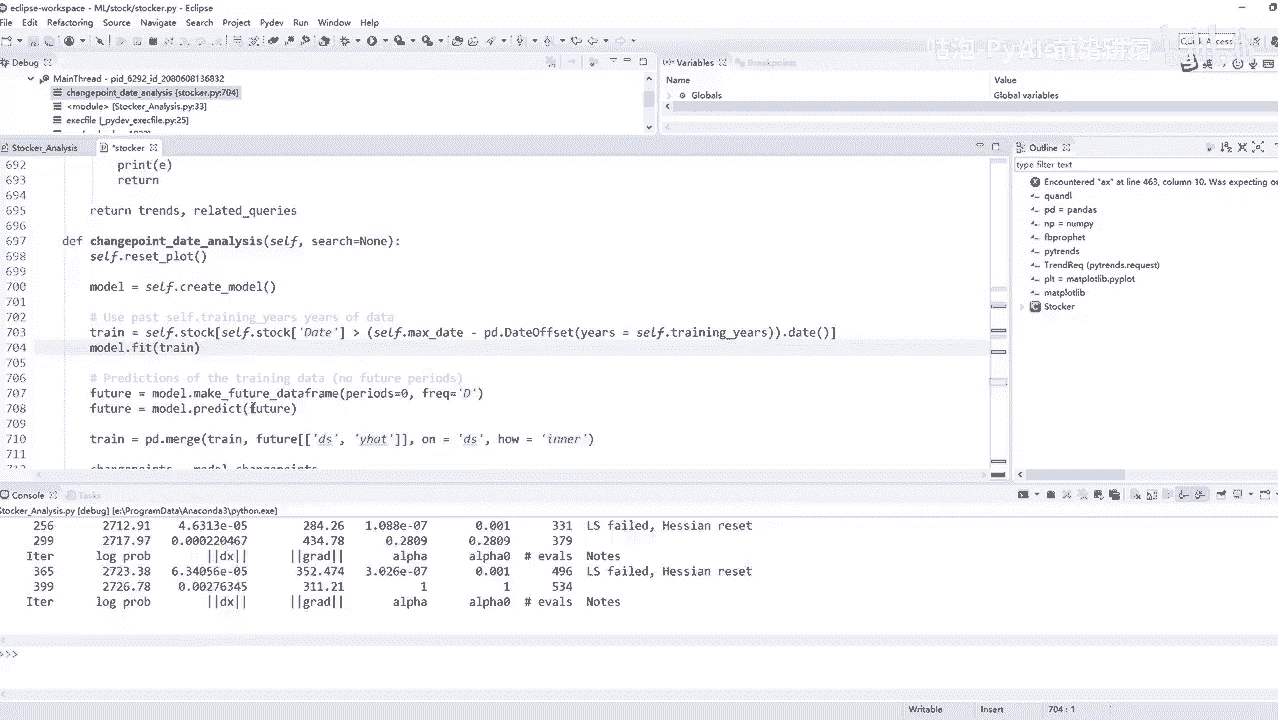 eclipse-workspace - ML/stock/stocker.py - Eclipse
File Edit Refactoring Source Navigate Search Project Pydev Run Window Help
Debug
MainThread - pid_6292_id_2080608136832
changepoint_date_analysis [stocker.py:704]
<module> [Stocker_Analysis.py:33]
execfile [_pydev_execfile.py:25]
Variables Breakpoints
Name Value
Globals Global variables
Stocker_Analysis *stocker
692 print(e)
693 return
694
695 return trends, related_queries
696
697 def changepoint_date_analysis(self, search=None):
698 self.reset_plot()
699
700 model = self.create_model()
701
702 # Use past self.training_years years of data
703 train = self.stock[self.stock['Date'] > (self.max_date - pd.DateOffset(years = self.training_years)).date()]
704 model.fit(train)
705
706 # Predictions of the training data (no future periods)
707 future = model.make_future_dataframe(periods=0, freq='D')
708 future = model.predict(future)
709
710 train = pd.merge(train, future[['ds', 'yhat']], on = 'ds', how = 'inner')
711
712 changepoints = model.changepoints
Outline
type filter text
Encountered "ax" at line 463, column 10. Was expecting
quandl
pd = pandas
np = numpy
fbprophet
pytrends
TrendReq (pytrends.request)
plt = matplotlib.pyplot
matplotlib
Stocker
Console Tasks
Stocker_Analysis.py [debug] [e:\ProgramData\Anaconda3\python.exe]
256 2712.91 4.6313e-05 284.26 1.088e-07 0.001 331 LS failed, Hessian reset
299 2717.97 0.000220467 434.78 0.2809 0.2809 379
Iter log prob ||dx|| ||grad|| alpha alpha0 # evals Notes
365 2723.38 6.34056e-05 352.474 3.026e-07 0.001 496 LS failed, Hessian reset
399 2726.78 0.00276345 311.21 1 1 534
Iter log prob ||dx|| ||grad|| alpha alpha0 # evals Notes
>>>
Writable Insert 704 : 1